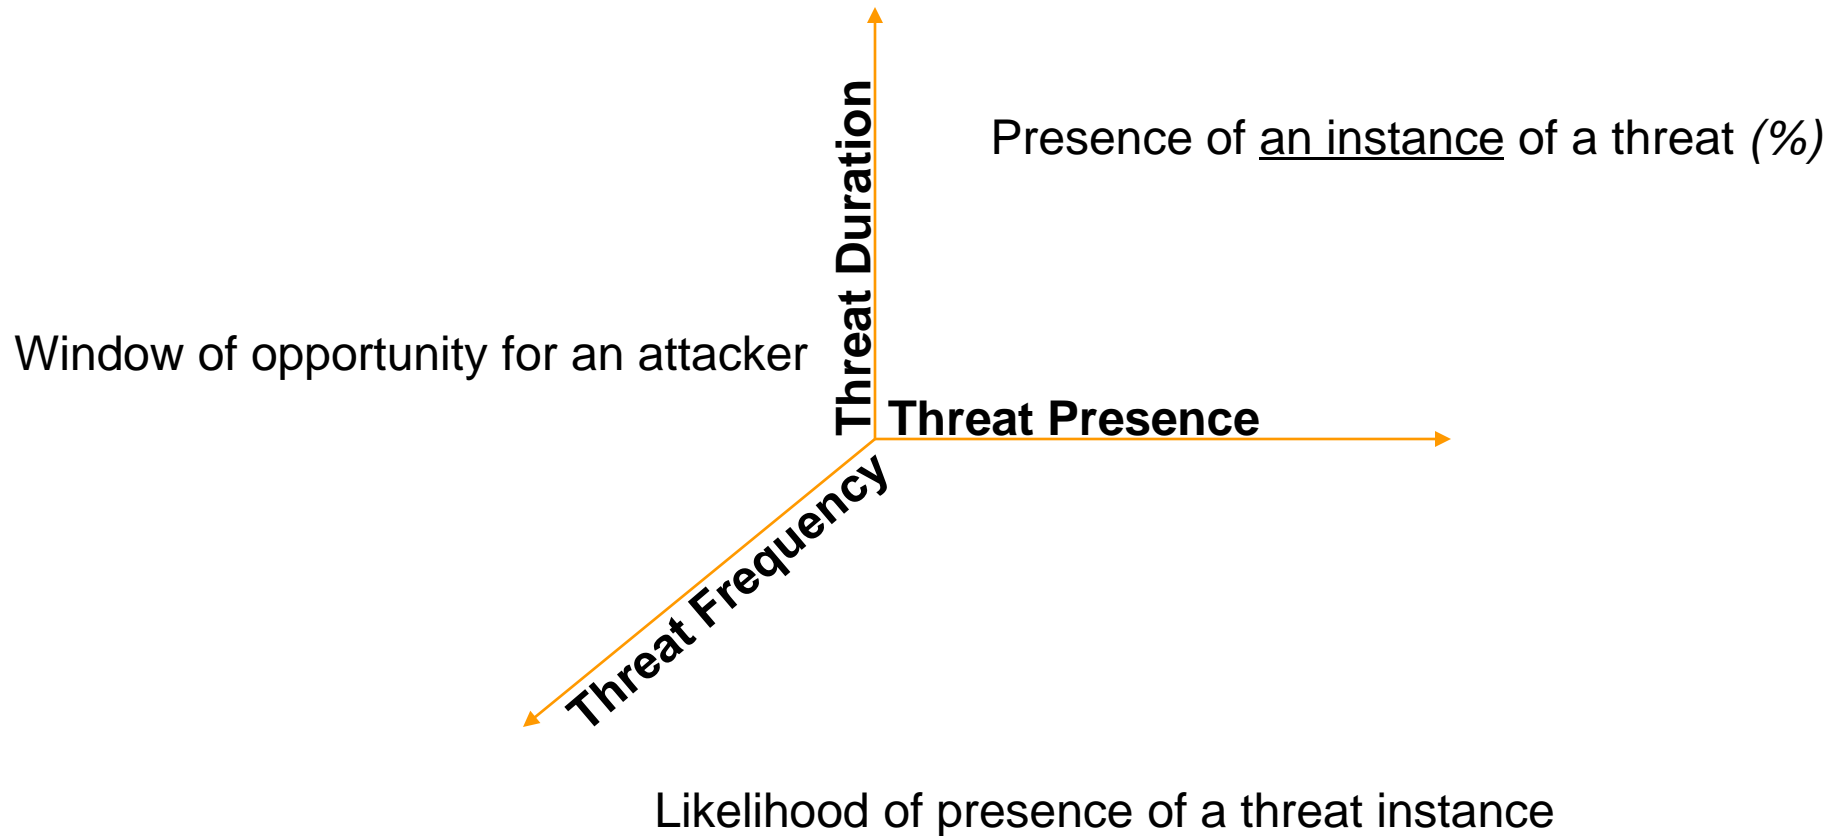 Threat Duration
Presence of an instance of a threat (%)
Window of opportunity for an attacker
Threat Presence
Threat Frequency
Likelihood of presence of a threat instance